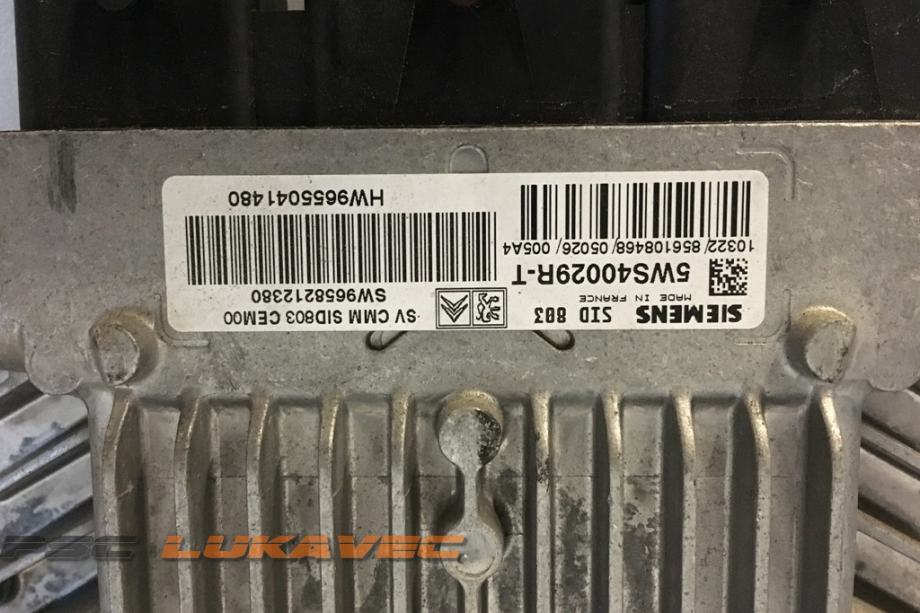 SIEMENS SID 803
MADE IN FRANCE
5WS40029R-T
10322/856108468/05026/005A4
SV CMM SID803 CEM00
SW9658212380
HW9655041480
PSC LUKAVEC